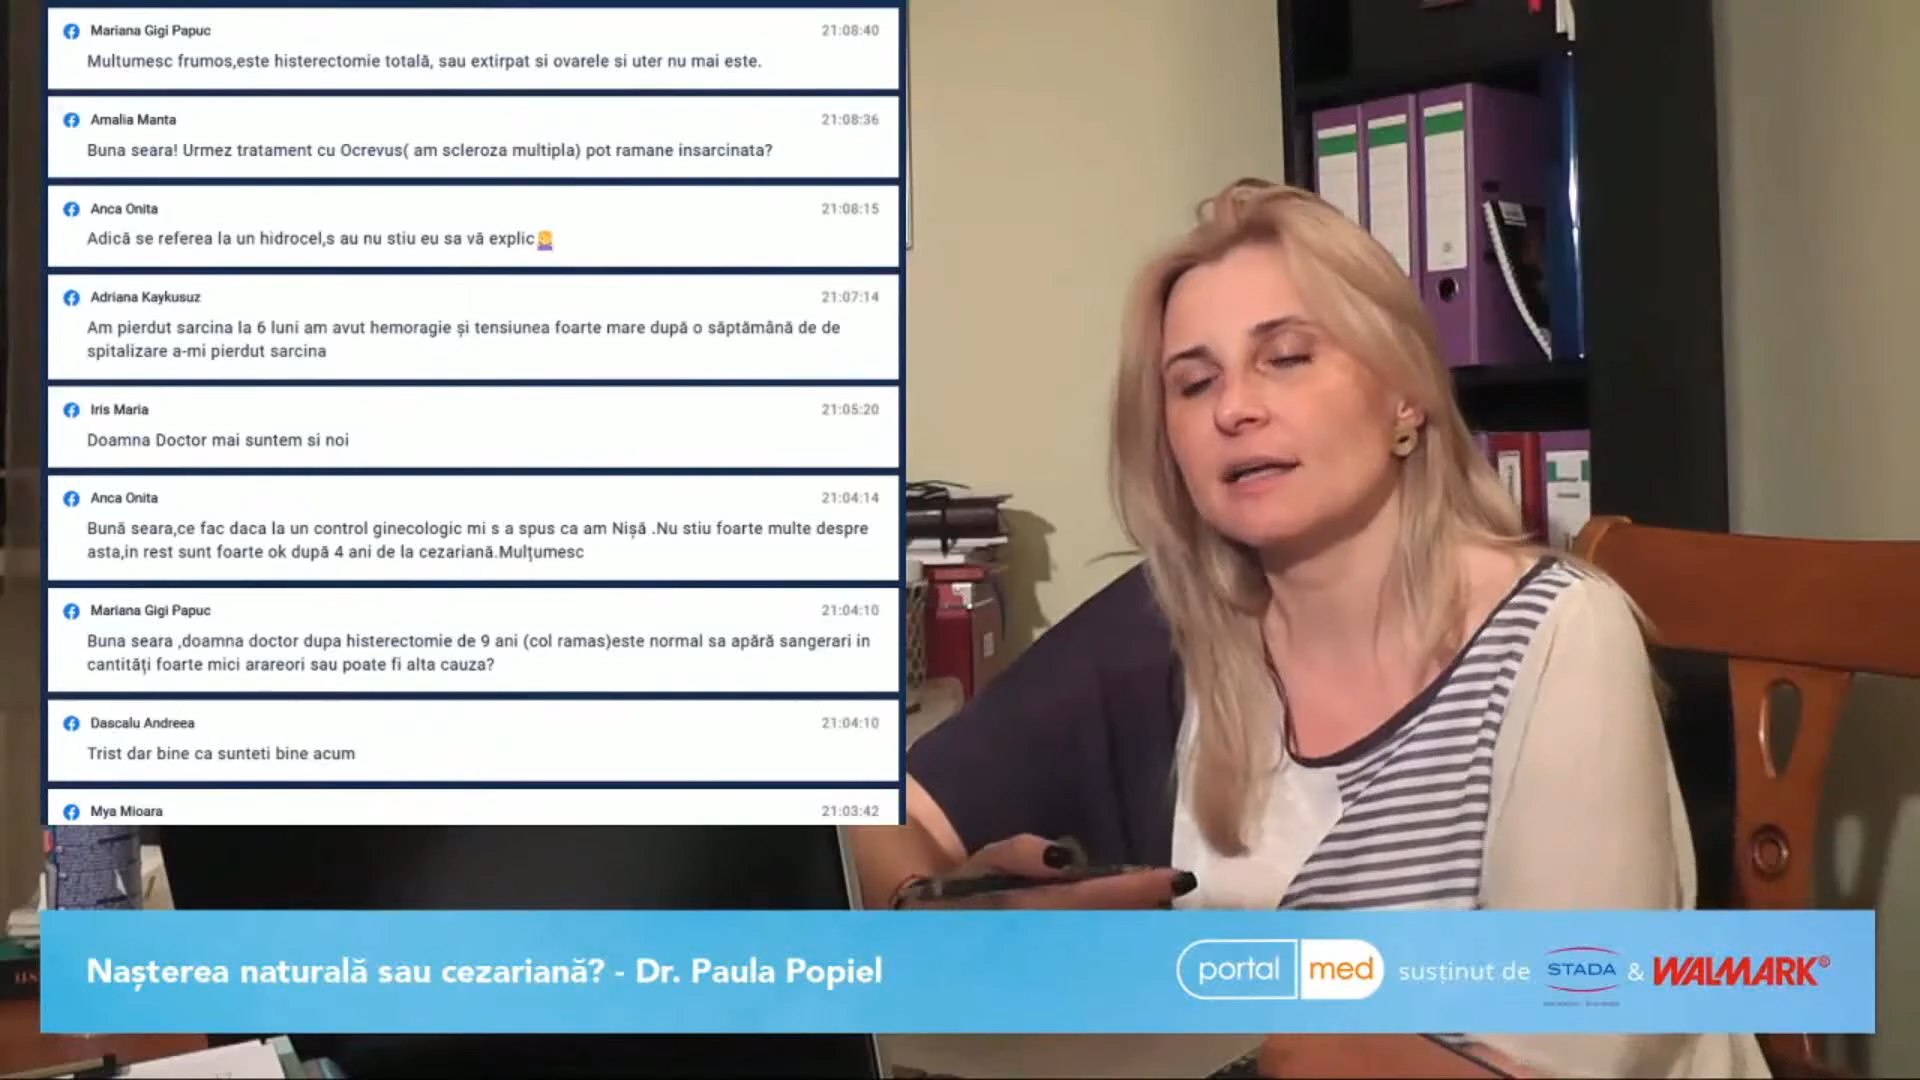 Mariana Gigi Papuc 21:08:40
Multumesc frumos,este histerectomie totală, sau extirpat si ovarele si uter nu mai este.
Amalia Manta 21:08:36
Buna seara! Urmez tratament cu Ocrevus( am scleroza multipla) pot ramane insarcinata?
Anca Onita 21:08:15
Adică se referea la un hidrocel,s au nu stiu eu sa vă explic🤷‍♀️
Adriana Kaykusuz 21:07:14
Am pierdut sarcina la 6 luni am avut hemoragie și tensiunea foarte mare după o săptămână de de
spitalizare a-mi pierdut sarcina
Iris Maria 21:05:20
Doamna Doctor mai suntem si noi
Anca Onita 21:04:14
Bună seara,ce fac daca la un control ginecologic mi s a spus ca am Nișă .Nu stiu foarte multe despre
asta,in rest sunt foarte ok după 4 ani de la cezariană.Mulțumesc
Mariana Gigi Papuc 21:04:10
Buna seara ,doamna doctor dupa histerectomie de 9 ani (col ramas)este normal sa apără sangerari in
cantități foarte mici arareori sau poate fi alta cauza?
Dascalu Andreea 21:04:10
Trist dar bine ca sunteti bine acum
Mya Mioara 21:03:42
Nașterea naturală sau cezariană? - Dr. Paula Popiel
portal med susținut de STADA & WALMARK®